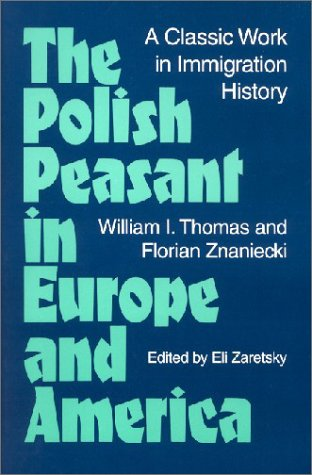 The
Polish
Peasant
in
Europe
and
America
A Classic Work
in Immigration
History
William I. Thomas and
Florian Znaniecki
Edited by Eli Zaretsky